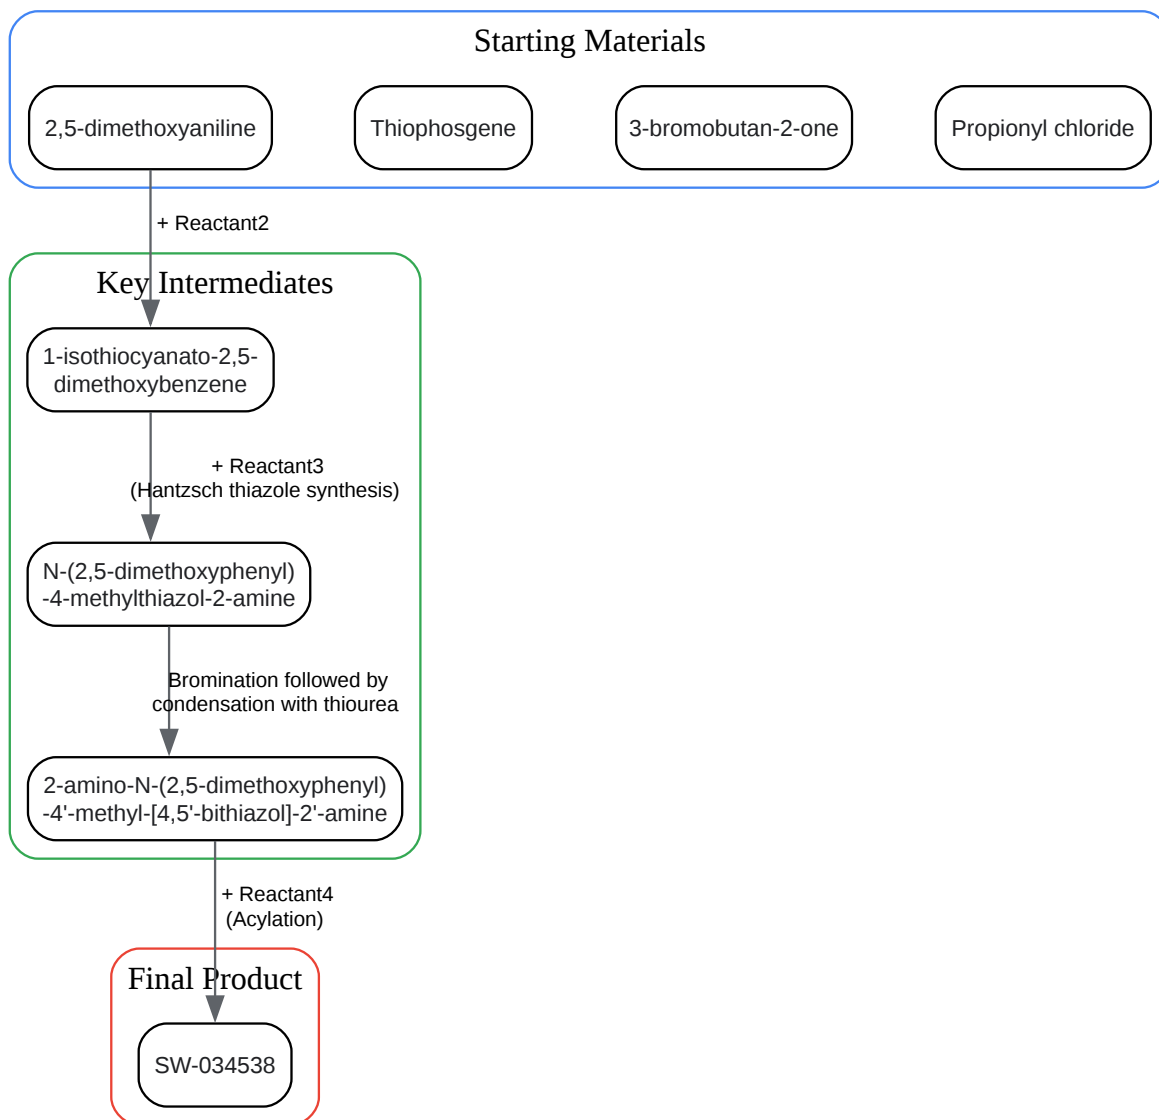 Starting Materials
2,5-dimethoxyaniline
Thiophosgene
3-bromobutan-2-one
Propionyl chloride
+ Reactant2
Key Intermediates
1-isothiocyanato-2,5-
dimethoxybenzene
+ Reactant3
(Hantzsch thiazole synthesis)
N-(2,5-dimethoxyphenyl)
-4-methylthiazol-2-amine
Bromination followed by
condensation with thiourea
2-amino-N-(2,5-dimethoxyphenyl)
-4'-methyl-[4,5'-bithiazol]-2'-amine
+ Reactant4
(Acylation)
Final Product
SW-034538